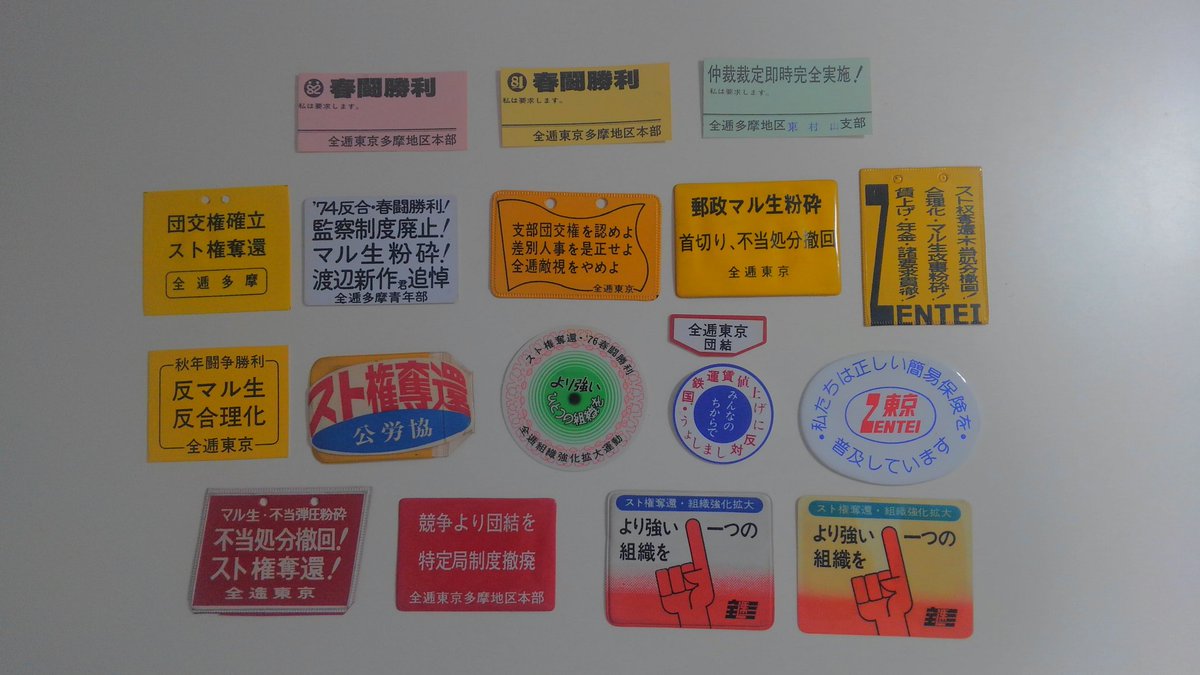 82 春闘勝利
私は要求します。
全逓東京多摩地区本部
81 春闘勝利
私は要求します。
全逓東京多摩地区本部
仲裁裁定即時完全実施!
私は要求します。
全逓多摩地区東村山支部
団交権確立
スト権奪還
全逓多摩
'74反合・春闘勝利!
監察制度廃止!
マル生粉砕!
渡辺新作君追悼
全逓多摩青年部
支部団交権を認めよ
差別人事を是正せよ
全逓敵視をやめよ
全逓東京
郵政マル生粉砕
首切り、不当処分撤回
全逓東京
スト权奪還不当処分撤回!
合理化・マル生攻裏粉砕!
賃上げ・年金・諸要求貫徹!
ZENTEI
秋年闘争勝利
反マル生
反合理化
全逓東京
スト権奪還
公労協
スト権奪還・'76春闘勝利
より強い
ひとつの組織を
全逓組織強化拡大運動
全逓東京
団結
国鉄運賃値上げに反対
みんなの
ちからで
しましょう
・私たちは正しい簡易保険を・
東京
ZENTEI
普及しています
マル生・不当弾圧粉砕
不当処分撤回!
スト権奪還!
全逓東京
競争より団結を
特定局制度撤廃
全逓東京多摩地区本部
スト権奪還・組織強化拡大
より強い一つの
組織を
スト権奪還・組織強化拡大
より強い一つの
組織を